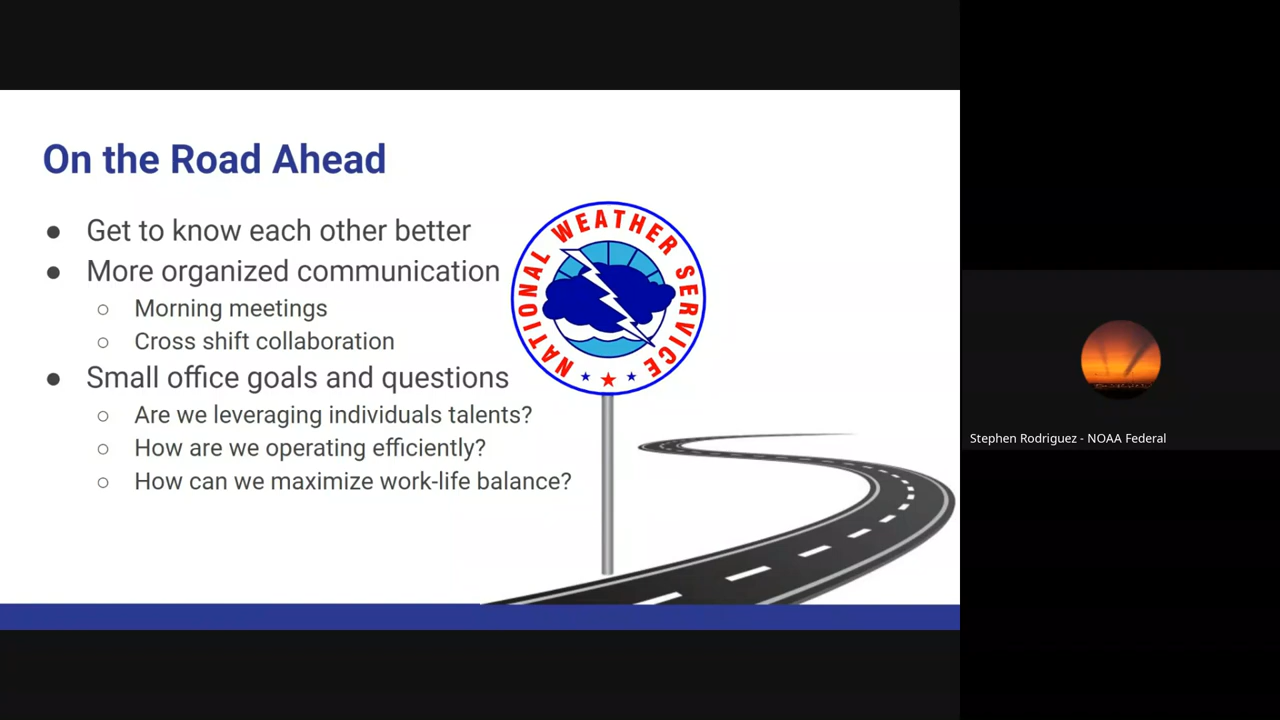 On the Road Ahead
● Get to know each other better
● More organized communication
○ Morning meetings
○ Cross shift collaboration
● Small office goals and questions
○ Are we leveraging individuals talents?
○ How are we operating efficiently?
○ How can we maximize work-life balance?
NATIONAL WEATHER SERVICE
Stephen Rodriguez - NOAA Federal